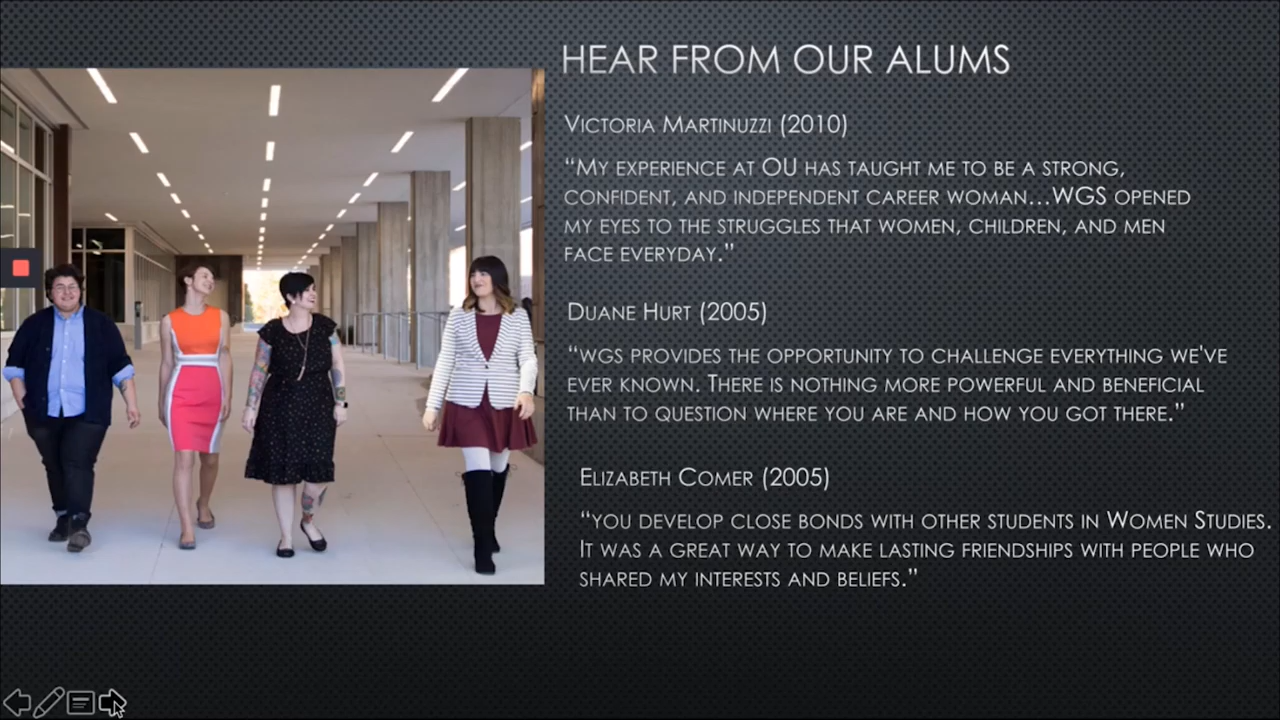 HEAR FROM OUR ALUMS
VICTORIA MARTINUZZI (2010)
“MY EXPERIENCE AT OU HAS TAUGHT ME TO BE A STRONG,
CONFIDENT, AND INDEPENDENT CAREER WOMAN...WGS OPENED
MY EYES TO THE STRUGGLES THAT WOMEN, CHILDREN, AND MEN
FACE EVERYDAY.”
DUANE HURT (2005)
“WGS PROVIDES THE OPPORTUNITY TO CHALLENGE EVERYTHING WE'VE
EVER KNOWN. THERE IS NOTHING MORE POWERFUL AND BENEFICIAL
THAN TO QUESTION WHERE YOU ARE AND HOW YOU GOT THERE.”
ELIZABETH COMER (2005)
“YOU DEVELOP CLOSE BONDS WITH OTHER STUDENTS IN WOMEN STUDIES.
IT WAS A GREAT WAY TO MAKE LASTING FRIENDSHIPS WITH PEOPLE WHO
SHARED MY INTERESTS AND BELIEFS.”